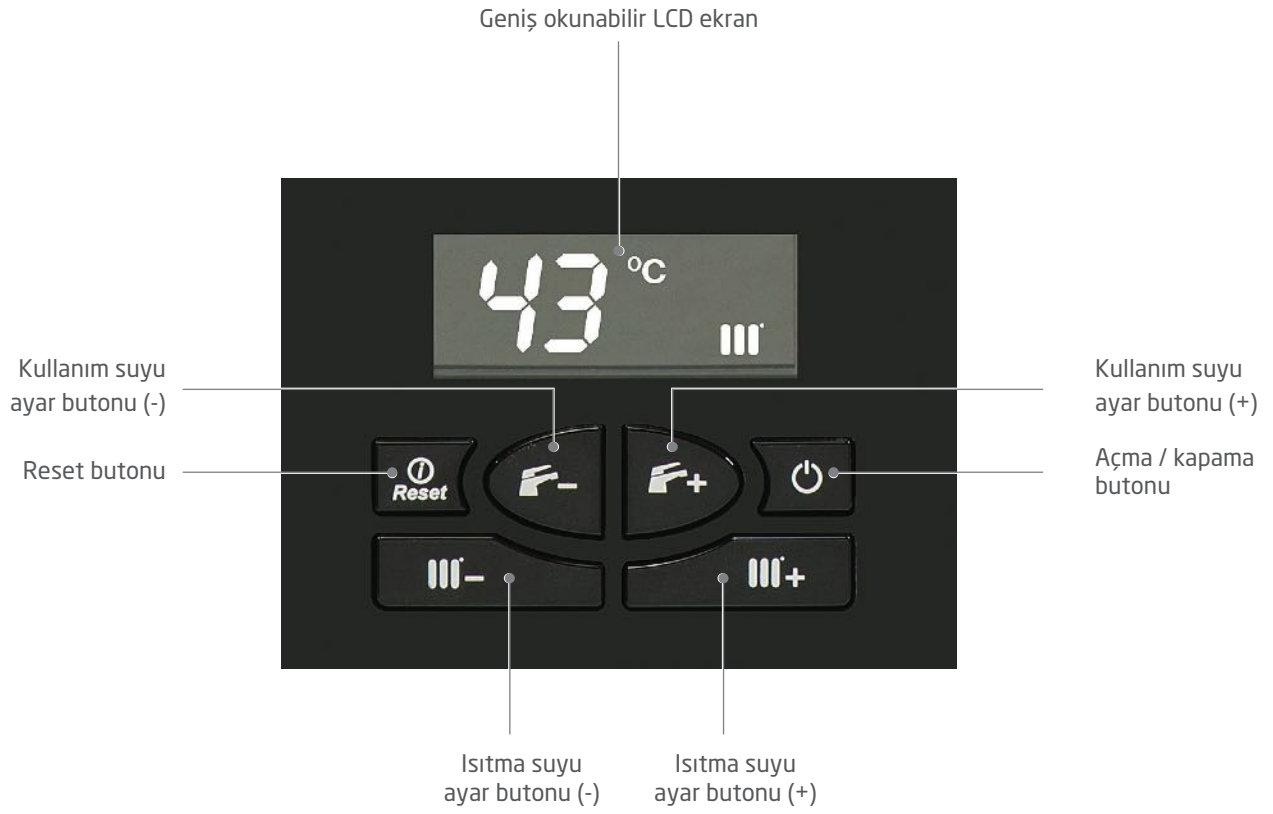 Geniş okunabilir LCD ekran
43 °C
Kullanım suyu
ayar butonu (-)
Kullanım suyu
ayar butonu (+)
Reset butonu
Açma / kapama
butonu
Reset
-
+
-
+
Isıtma suyu
ayar butonu (-)
Isıtma suyu
ayar butonu (+)